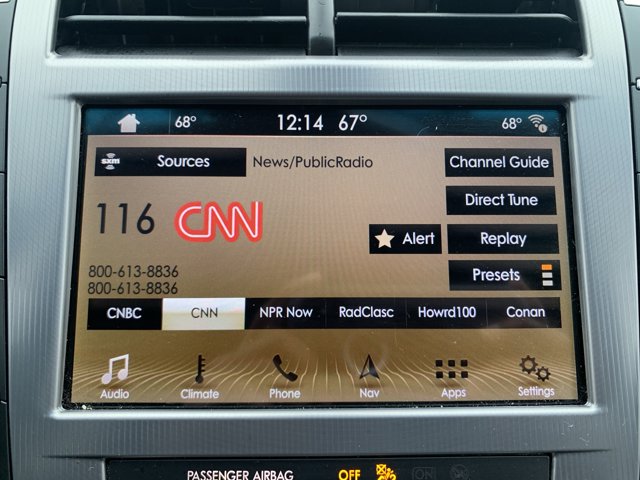 68° 12:14 67° 68°
sxm Sources News/PublicRadio Channel Guide
Direct Tune
116 CNN Alert Replay
800-613-8836 Presets
800-613-8836
CNBC CNN NPR Now RadClasc Howrd100 Conan
Audio Climate Phone Nav Apps Settings
PASSENGER AIRBAG OFF ON